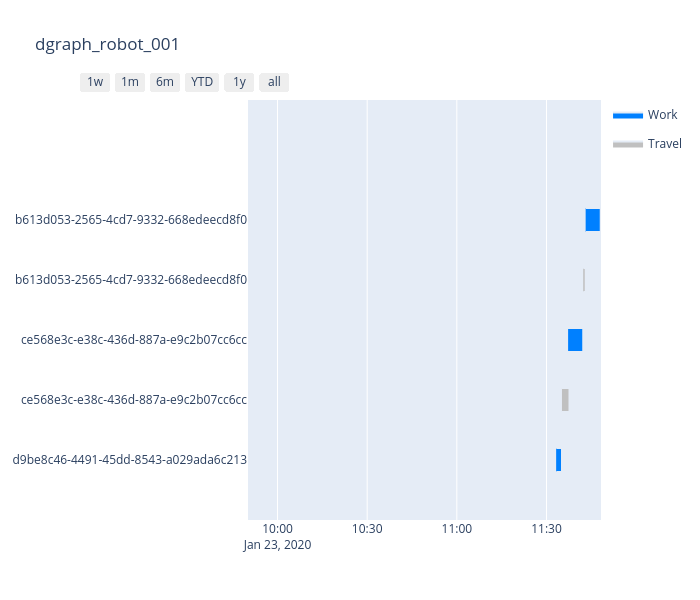 dgraph_robot_001
1w 1m 6m YTD 1y all
Work
Travel
b613d053-2565-4cd7-9332-668edeecd8f0
b613d053-2565-4cd7-9332-668edeecd8f0
ce568e3c-e38c-436d-887a-e9c2b07cc6cc
ce568e3c-e38c-436d-887a-e9c2b07cc6cc
d9be8c46-4491-45dd-8543-a029ada6c213
10:00 10:30 11:00 11:30
Jan 23, 2020